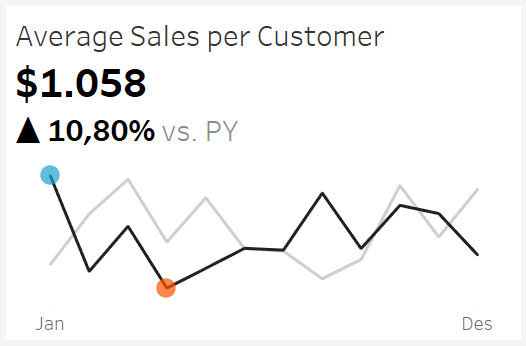 Average Sales per Customer
$1.058
▲ 10,80% vs. PY
Jan Des